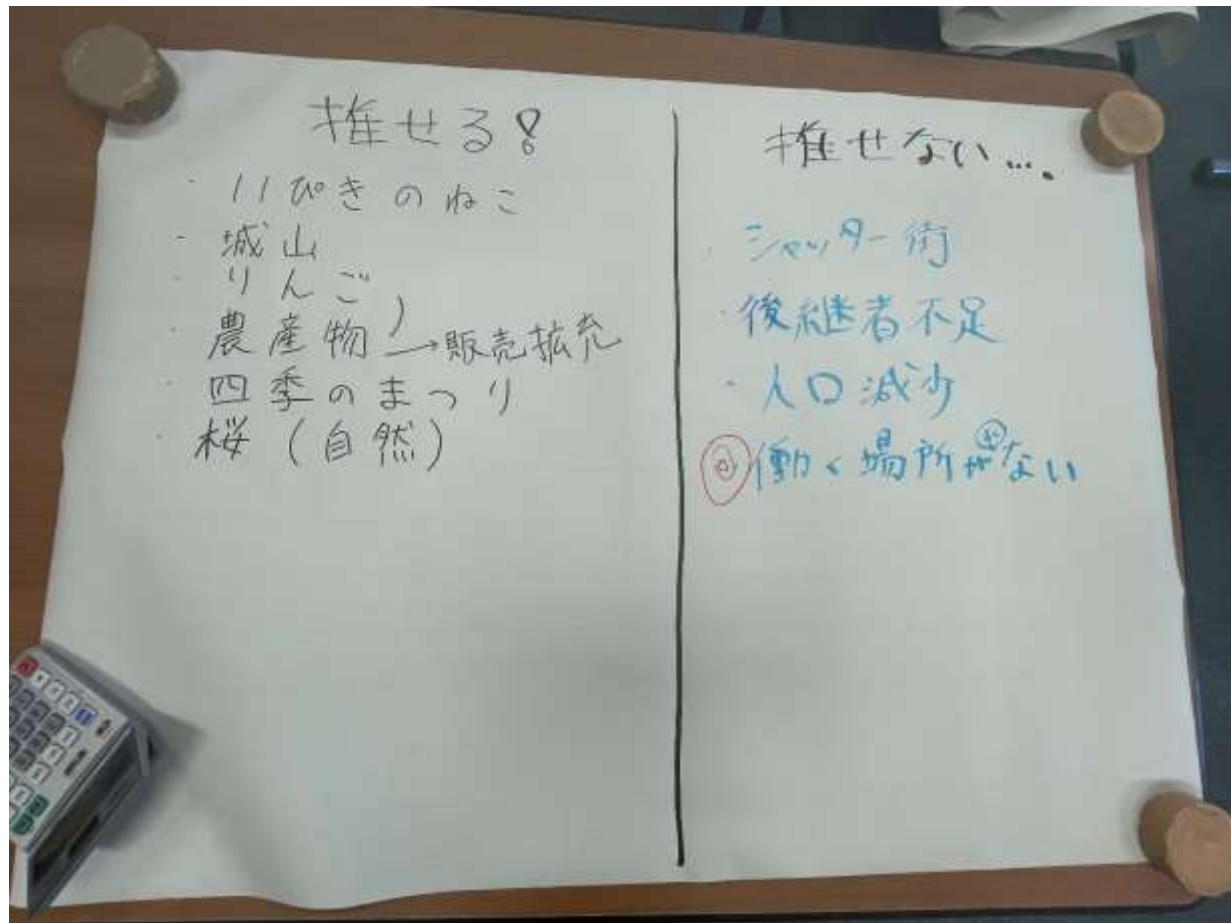 推せる!
・11ぴきのねこ
・城山
・りんご
・農産物 →販売拡充
・四季のまつり
・桜(自然)
推せない....
・シャッター街
・後継者不足
・人口減少
◎働く場所がない